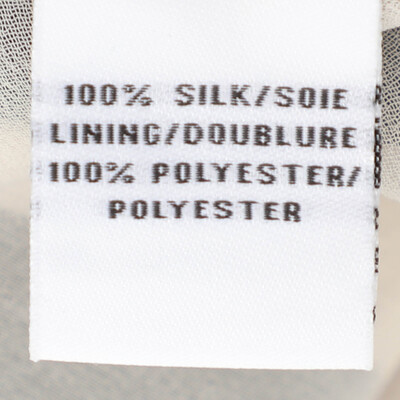 100% SILK/SOIE
LINING/DOUBLURE
100% POLYESTER/
POLYESTER